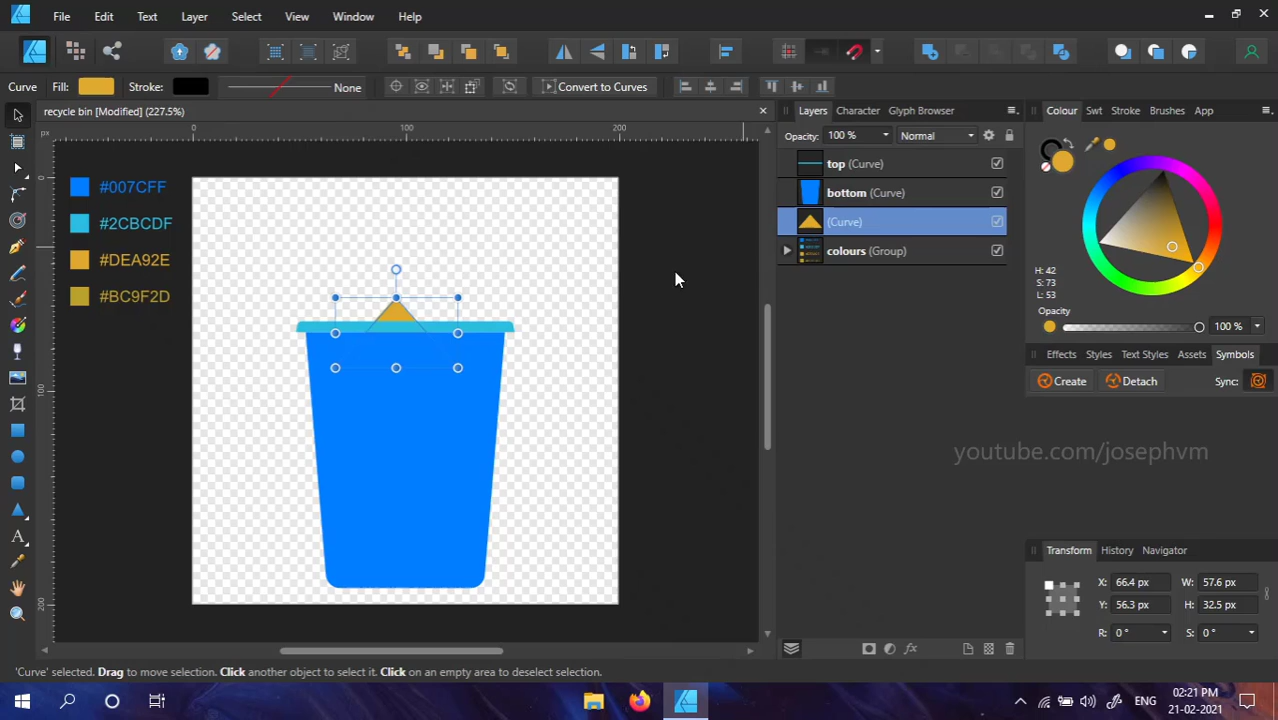 File Edit Text Layer Select View Window Help
Curve Fill: Stroke: None Convert to Curves
recycle bin [Modified] (227.5%)
Layers Character Glyph Browser
Colour Swt Stroke Brushes App
px 0 100 200
Opacity: 100 % Normal
top (Curve)
bottom (Curve)
(Curve)
colours (Group)
0
100
200
#007CFF
#2CBCDF
#DEA92E
#BC9F2D
H: 42
S: 73
L: 53
Opacity
100 %
Effects Styles Text Styles Assets Symbols
Create Detach Sync:
youtube.com/josephvm
Transform History Navigator
X: 66.4 px W: 57.6 px
Y: 56.3 px H: 32.5 px
R: 0 ° S: 0 °
'Curve' selected. Drag to move selection. Click another object to select it. Click on an empty area to deselect selection.
ENG
02:21 PM
21-02-2021